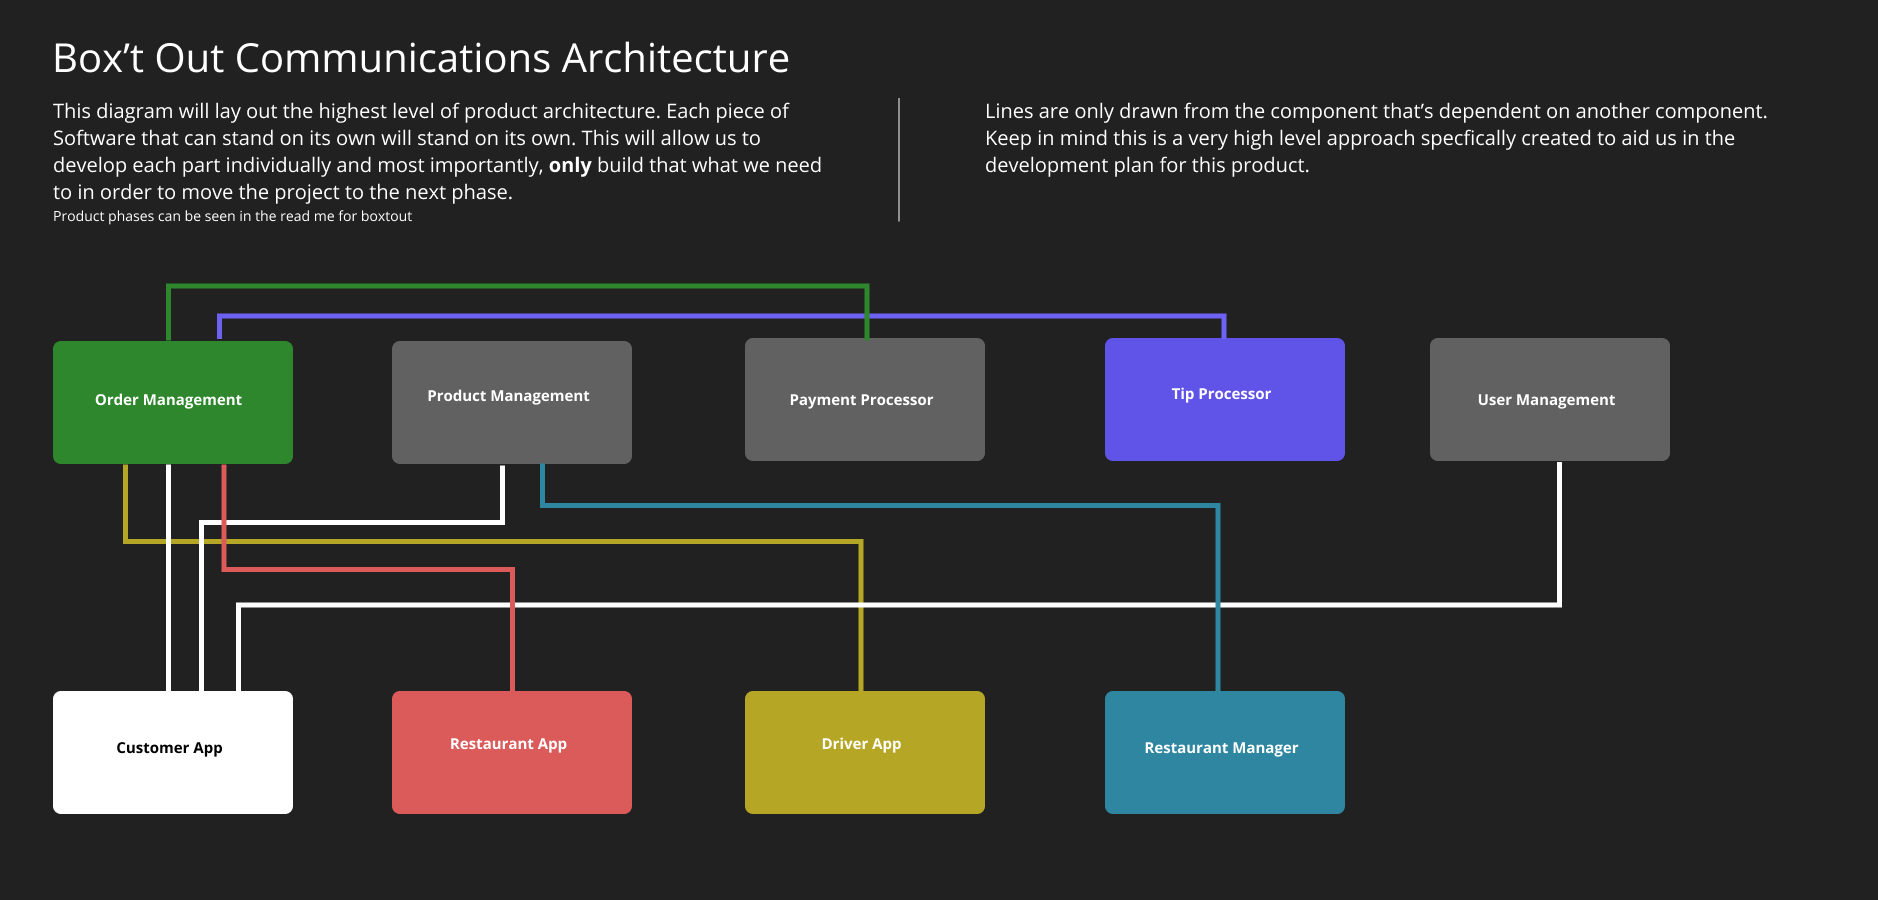 Box’t Out Communications Architecture
This diagram will lay out the highest level of product architecture. Each piece of
Software that can stand on its own will stand on its own. This will allow us to
develop each part individually and most importantly, only build that what we need
to in order to move the project to the next phase.
Product phases can be seen in the read me for boxtout
Lines are only drawn from the component that’s dependent on another component.
Keep in mind this is a very high level approach specfically created to aid us in the
development plan for this product.
Order Management
Product Management
Payment Processor
Tip Processor
User Management
Customer App
Restaurant App
Driver App
Restaurant Manager